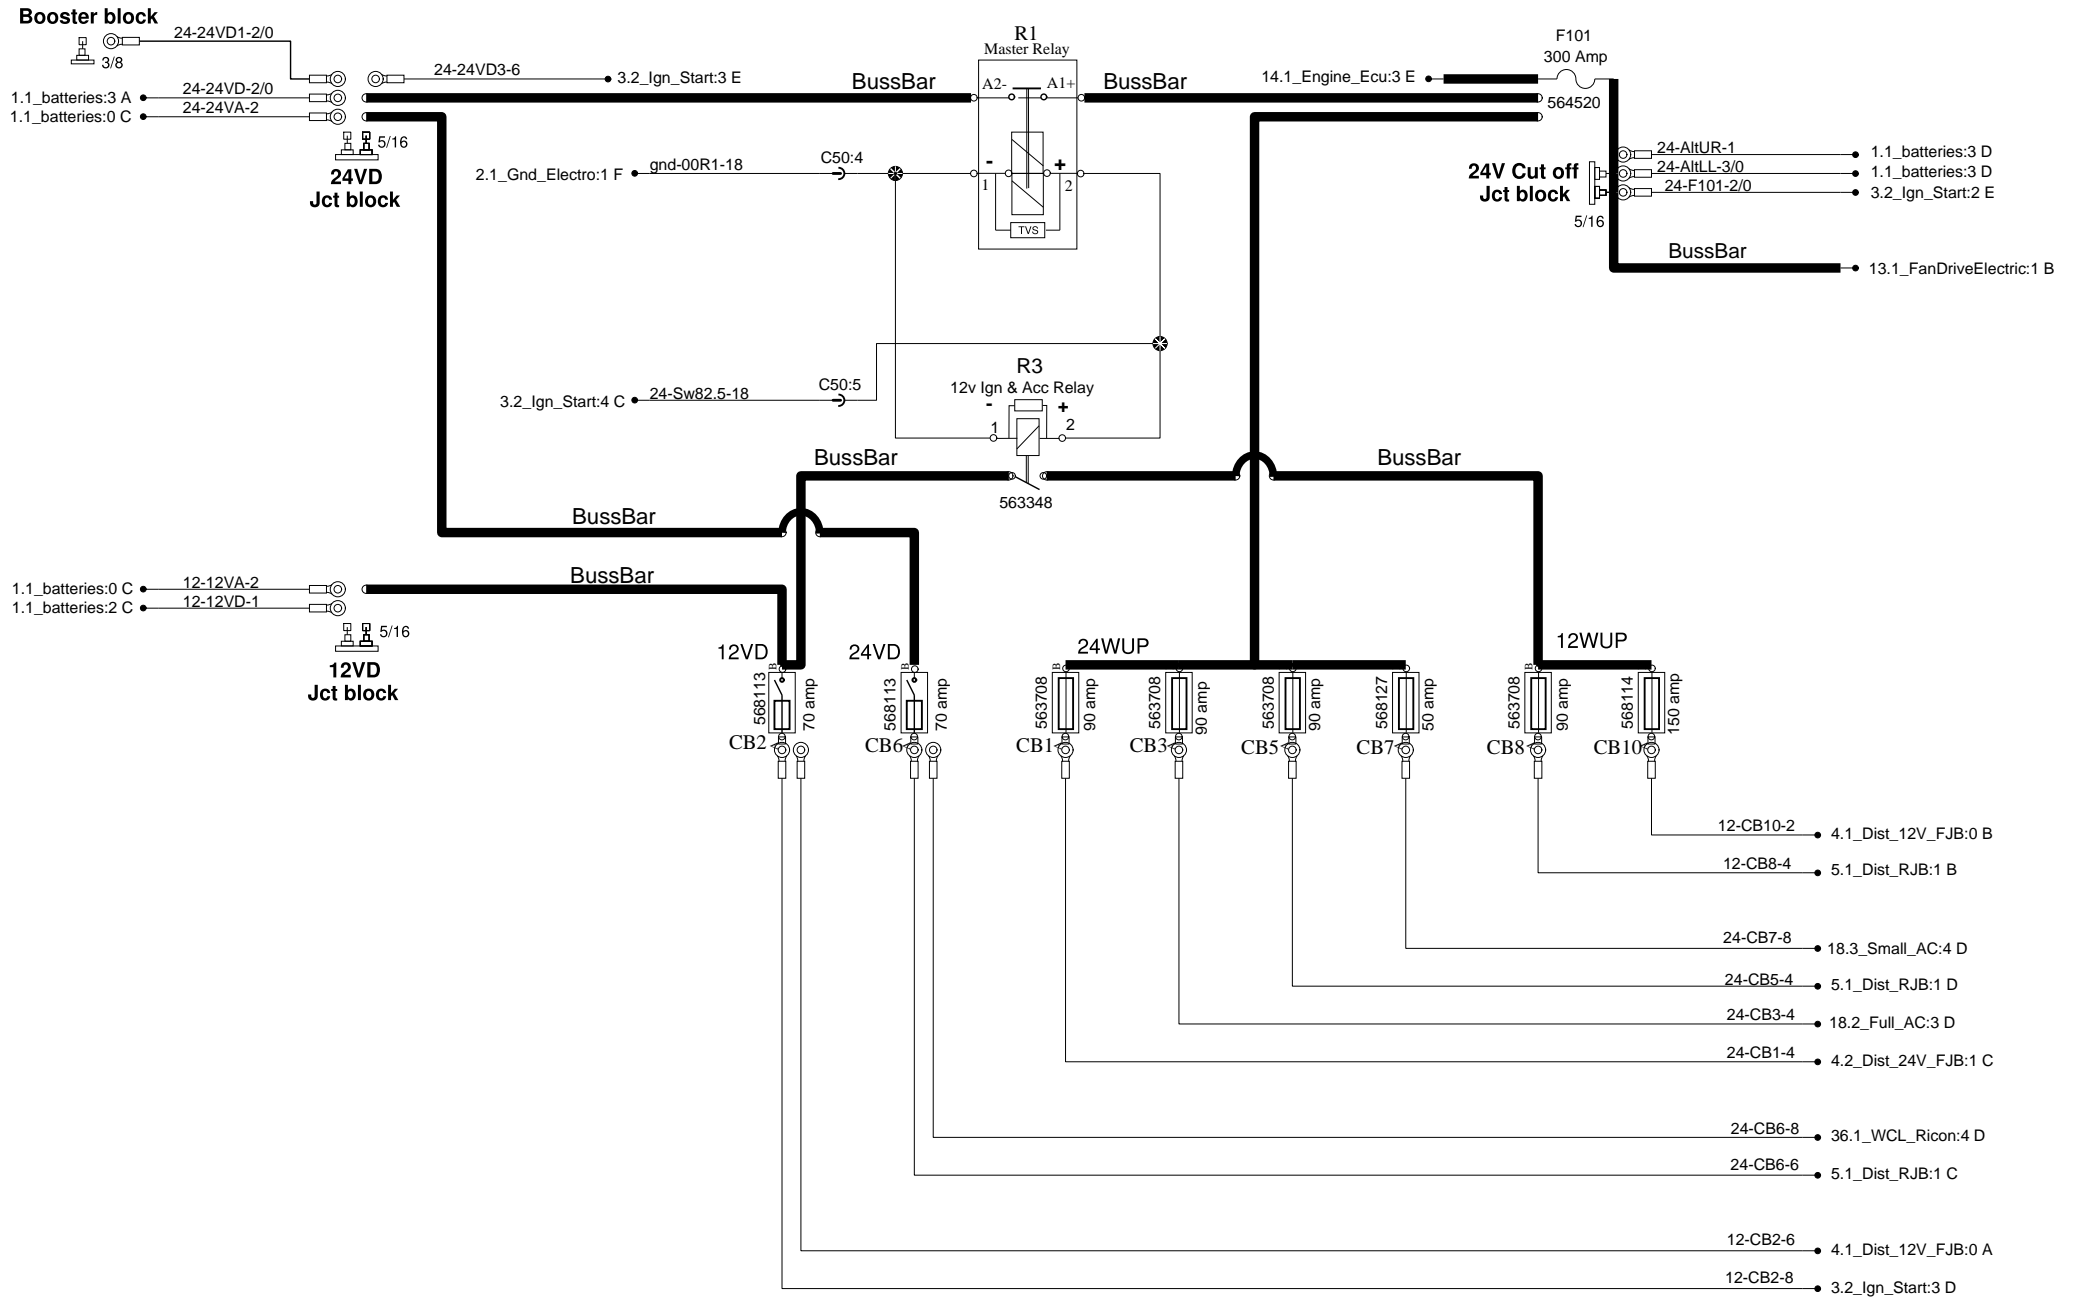 Booster block
24-24VD1-2/0
3/8
24-24VD3-6
3.2_Ign_Start:3 E
1.1_batteries:3 A
24-24VD-2/0
1.1_batteries:0 C
24-24VA-2
5/16
24VD
Jct block
BussBar
R1
Master Relay
A2-
A1+
BussBar
-
+
1
2
TVS
2.1_Gnd_Electro:1 F
gnd-00R1-18
C50:4
14.1_Engine_Ecu:3 E
F101
300 Amp
564520
24V Cut off
Jct block
5/16
24-AltUR-1
1.1_batteries:3 D
24-AltLL-3/0
1.1_batteries:3 D
24-F101-2/0
3.2_Ign_Start:2 E
BussBar
13.1_FanDriveElectric:1 B
3.2_Ign_Start:4 C
24-Sw82.5-18
C50:5
R3
12v Ign & Acc Relay
-
+
1
2
563348
BussBar
BussBar
BussBar
1.1_batteries:0 C
12-12VA-2
1.1_batteries:2 C
12-12VD-1
5/16
12VD
Jct block
BussBar
12VD
B
568113
70 amp
CB2
24VD
B
568113
70 amp
CB6
24WUP
B
563708
90 amp
CB1
563708
90 amp
CB3
563708
90 amp
CB5
568127
50 amp
CB7
12WUP
B
563708
90 amp
CB8
568114
150 amp
CB10
12-CB10-2
4.1_Dist_12V_FJB:0 B
12-CB8-4
5.1_Dist_RJB:1 B
24-CB7-8
18.3_Small_AC:4 D
24-CB5-4
5.1_Dist_RJB:1 D
24-CB3-4
18.2_Full_AC:3 D
24-CB1-4
4.2_Dist_24V_FJB:1 C
24-CB6-8
36.1_WCL_Ricon:4 D
24-CB6-6
5.1_Dist_RJB:1 C
12-CB2-6
4.1_Dist_12V_FJB:0 A
12-CB2-8
3.2_Ign_Start:3 D